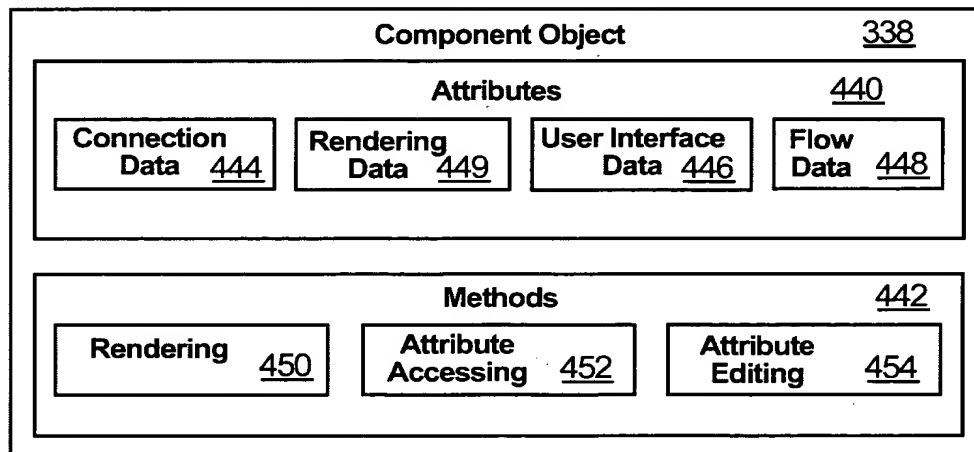 Component Object 338
Attributes 440
Connection Data 444
Rendering Data 449
User Interface Data 446
Flow Data 448
Methods 442
Rendering 450
Attribute Accessing 452
Attribute Editing 454